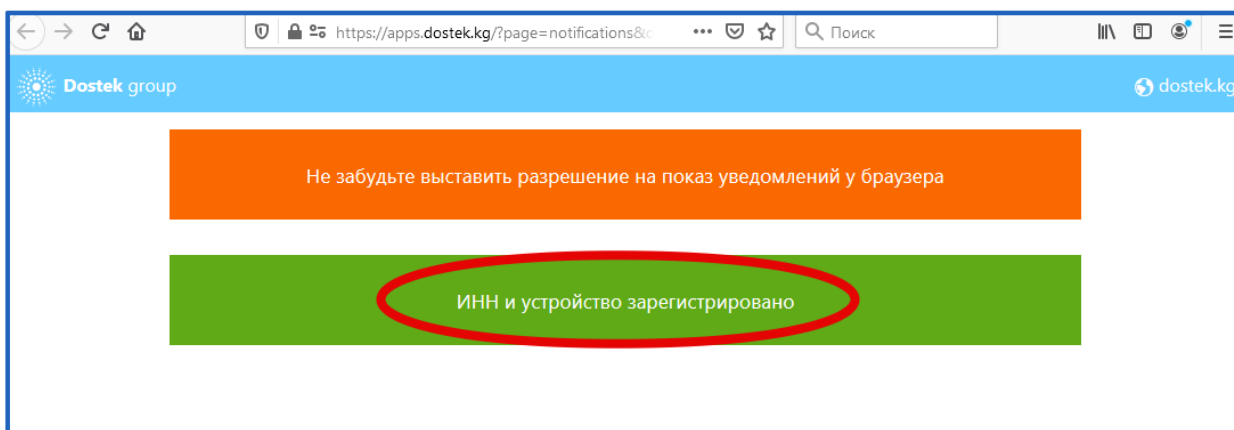 https://apps.dostek.kg/?page=notifications& Поиск
Dostek group dostek.kg
Не забудьте выставить разрешение на показ уведомлений у браузера
ИНН и устройство зарегистрировано